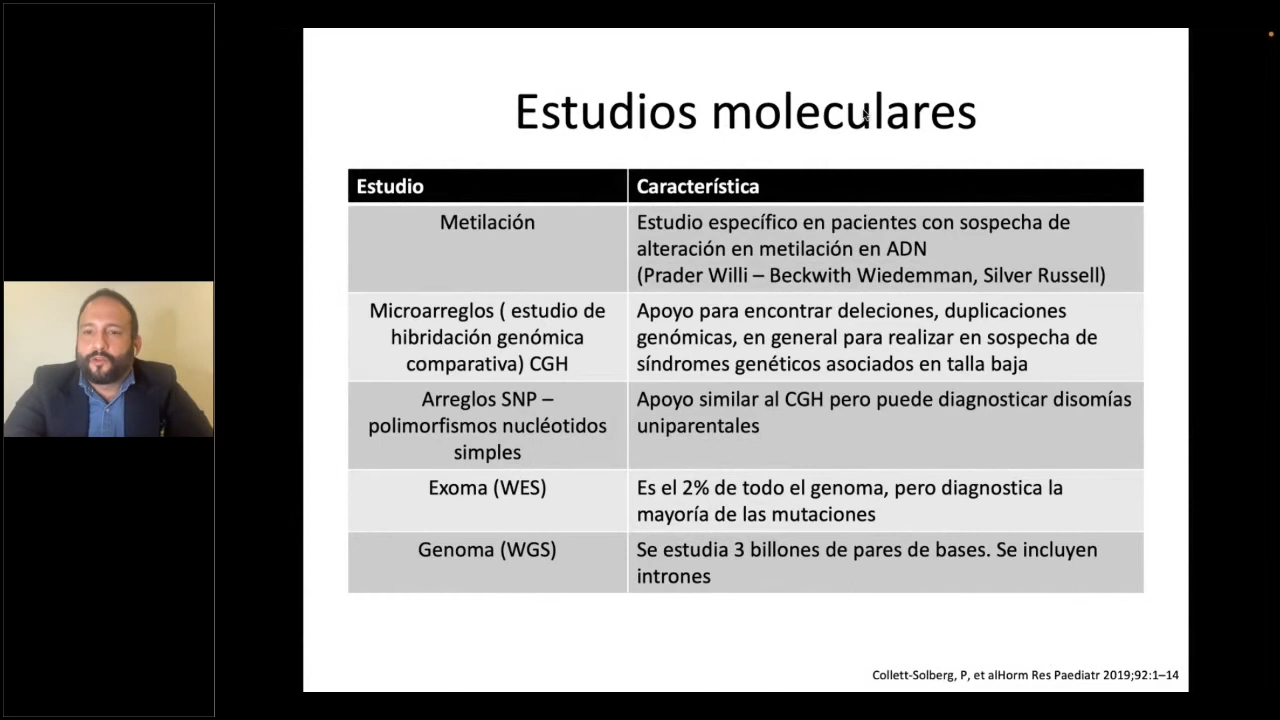 Estudios moleculares
Estudio
Característica
Metilación
Estudio específico en pacientes con sospecha de
alteración en metilación en ADN
(Prader Willi – Beckwith Wiedemman, Silver Russell)
Microarreglos ( estudio de
hibridación genómica
comparativa) CGH
Apoyo para encontrar deleciones, duplicaciones
genómicas, en general para realizar en sospecha de
síndromes genéticos asociados en talla baja
Arreglos SNP –
polimorfismos nucléotidos
simples
Apoyo similar al CGH pero puede diagnosticar disomías
uniparentales
Exoma (WES)
Es el 2% de todo el genoma, pero diagnostica la
mayoría de las mutaciones
Genoma (WGS)
Se estudia 3 billones de pares de bases. Se incluyen
intrones
Collett-Solberg, P, et alHorm Res Paediatr 2019;92:1–14